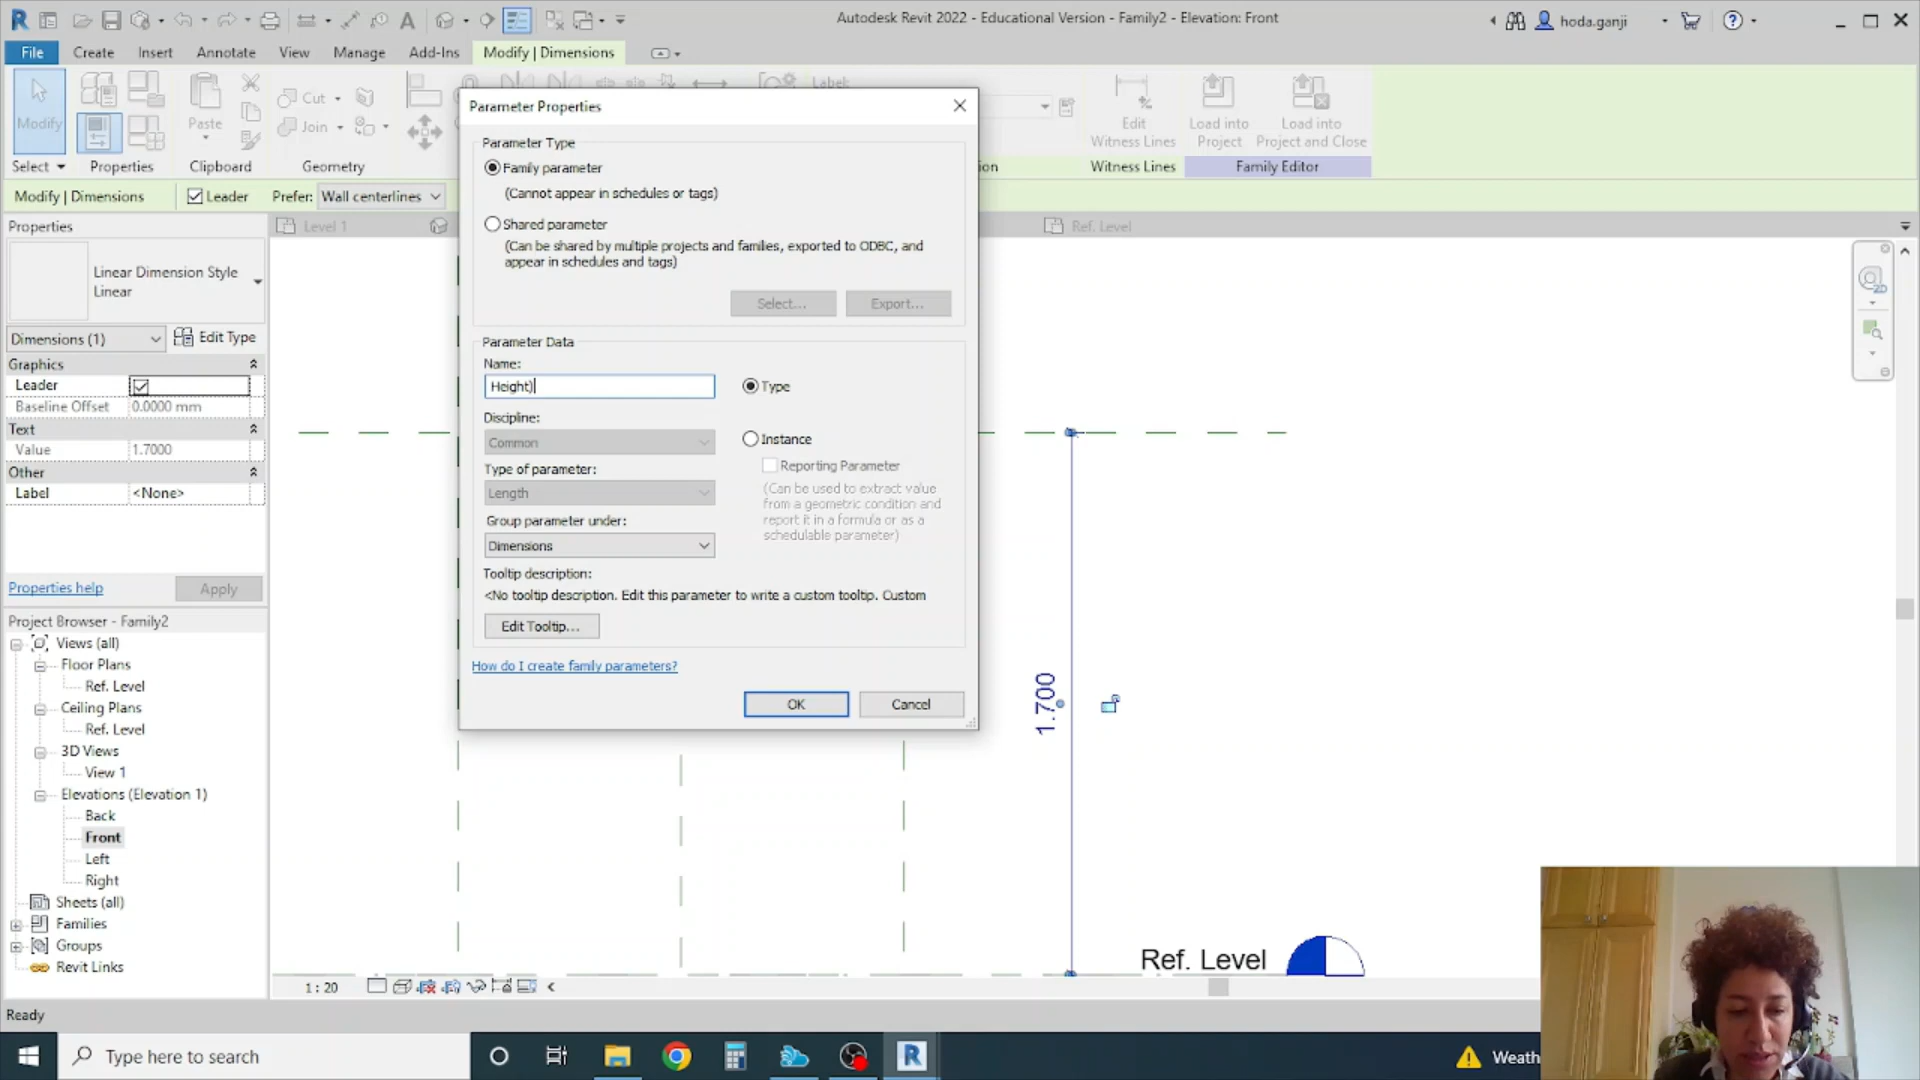 Autodesk Revit 2022 - Educational Version - Family2 - Elevation: Front
hoda.ganji
File Create Insert Annotate View Manage Add-Ins Modify | Dimensions
Modify
Paste
Cut
Join
Label:
Edit
Witness Lines
Load into
Project
Load into
Project and Close
Select Properties Clipboard Geometry Witness Lines Family Editor
Modify | Dimensions Leader Prefer: Wall centerlines
Properties
Linear Dimension Style
Linear
Dimensions (1) Edit Type
Graphics
Leader
Baseline Offset 0.0000 mm
Text
Value 1.7000
Other
Label <None>
Properties help Apply
Project Browser - Family2
Views (all)
Floor Plans
Ref. Level
Ceiling Plans
Ref. Level
3D Views
View 1
Elevations (Elevation 1)
Back
Front
Left
Right
Sheets (all)
Families
Groups
Revit Links
Level 1
Ref. Level
Parameter Properties
Parameter Type
Family parameter
(Cannot appear in schedules or tags)
Shared parameter
(Can be shared by multiple projects and families, exported to ODBC, and
appear in schedules and tags)
Select... Export...
Parameter Data
Name:
Height)
Type
Discipline:
Common
Instance
Type of parameter:
Length
Reporting Parameter
(Can be used to extract value
from a geometric condition and
report it in a formula or as a
schedulable parameter)
Group parameter under:
Dimensions
Tooltip description:
<No tooltip description. Edit this parameter to write a custom tooltip. Custom
Edit Tooltip...
How do I create family parameters?
OK Cancel
1.700
Ref. Level
1 : 20
Ready
Type here to search
Weath